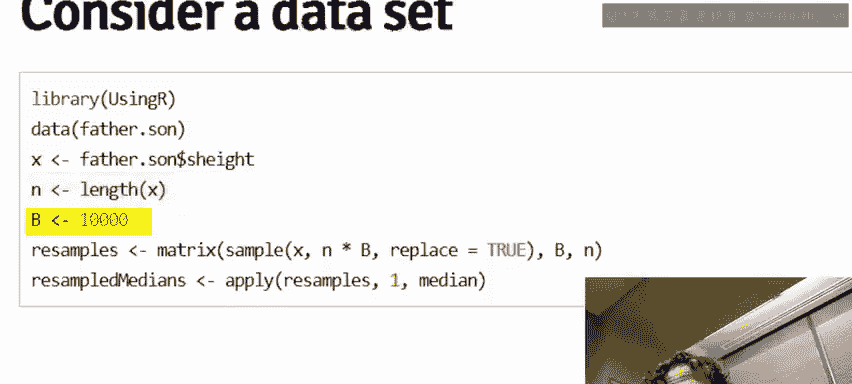 Consider a data set
library(UsingR)
data(father.son)
x <- father.son$sheight
n <- length(x)
B <- 10000
resamples <- matrix(sample(x, n * B, replace = TRUE), B, n)
resampledMedians <- apply(resamples, 1, median)